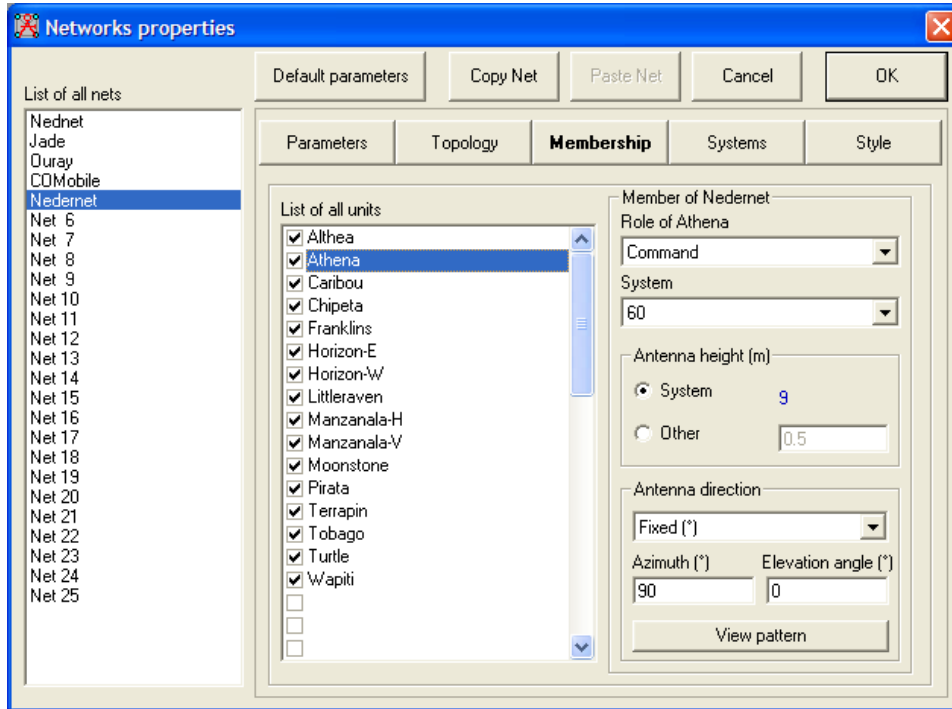 Networks properties
Default parameters
Copy Net
Paste Net
Cancel
OK
List of all nets
Nednet
Jade
Ouray
COMobile
Nedernet
Net 6
Net 7
Net 8
Net 9
Net 10
Net 11
Net 12
Net 13
Net 14
Net 15
Net 16
Net 17
Net 18
Net 19
Net 20
Net 21
Net 22
Net 23
Net 24
Net 25
Parameters
Topology
Membership
Systems
Style
List of all units
Althea
Athena
Caribou
Chipeta
Franklins
Horizon-E
Horizon-W
Littleraven
Manzanala-H
Manzanala-V
Moonstone
Pirata
Terrapin
Tobago
Turtle
Wapiti
Member of Nedernet
Role of Athena
Command
System
60
Antenna height (m)
System 9
Other 0.5
Antenna direction
Fixed (°)
Azimuth (°) Elevation angle (°)
90 0
View pattern